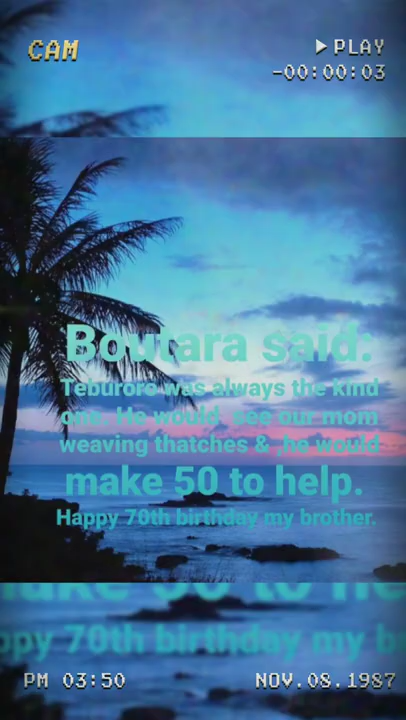 CAM
PLAY
-00:00:03
Boutara said:
Teburoro was always the kind
one. He would  see our mom
weaving thatches & ,he would
make 50 to help.
Happy 70th birthday my brother.
make 50 to he
ppy 70th birthday my b
PM 03:50
NOV.08.1987